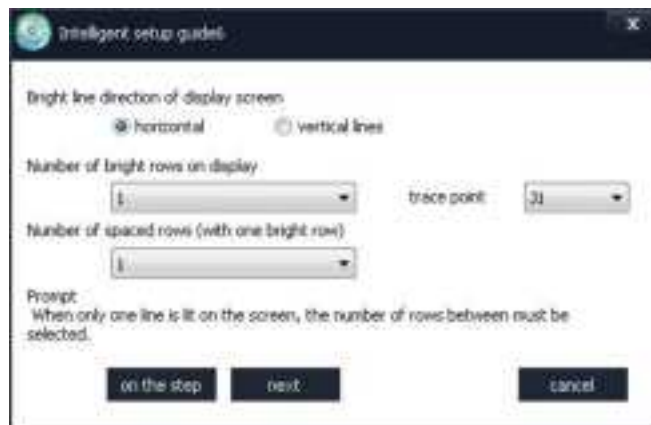 Intelligent setup guide6
x
Bright line direction of display screen
horizontal vertical lines
Number of bright rows on display
1 trace point J1
Number of spaced rows (with one bright row)
1
Prompt
When only one line is lit on the screen, the number of rows between must be
selected.
on the step next cancel